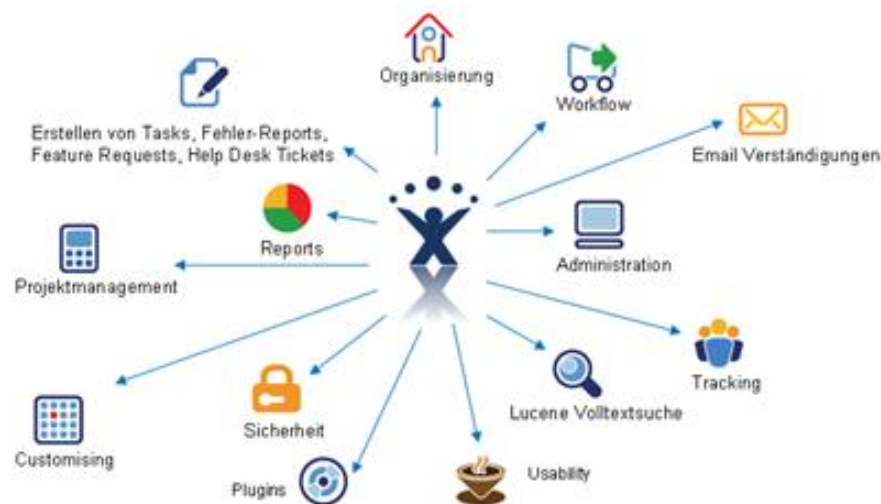 Organisierung
Workflow
Erstellen von Tasks, Fehler-Reports,
Feature Requests, Help Desk Tickets
Email Verständigungen
Reports
Administration
Projektmanagement
Tracking
Lucene Volltextsuche
Sicherheit
Customising
Usability
Plugins